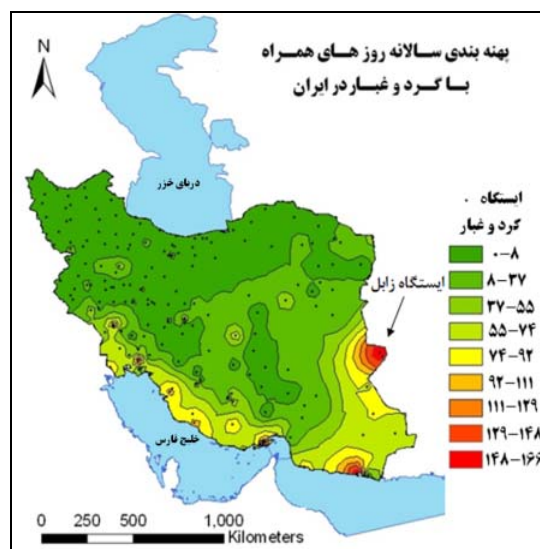 پهنه بندی سالانه روز های همراه
با گرد و غبار در ایران
N
دریای خزر
ایستگاه
گرد و غبار
۰-۸
۸-۳۷
۳۷-۵۵
۵۵-۷۴
۷۴-۹۲
۹۲-۱۱۱
۱۱۱-۱۲۹
۱۲۹-۱۴۸
۱۴۸-۱۶۶
ایستگاه زابل
خلیج فارس
0 250 500 1,000
Kilometers